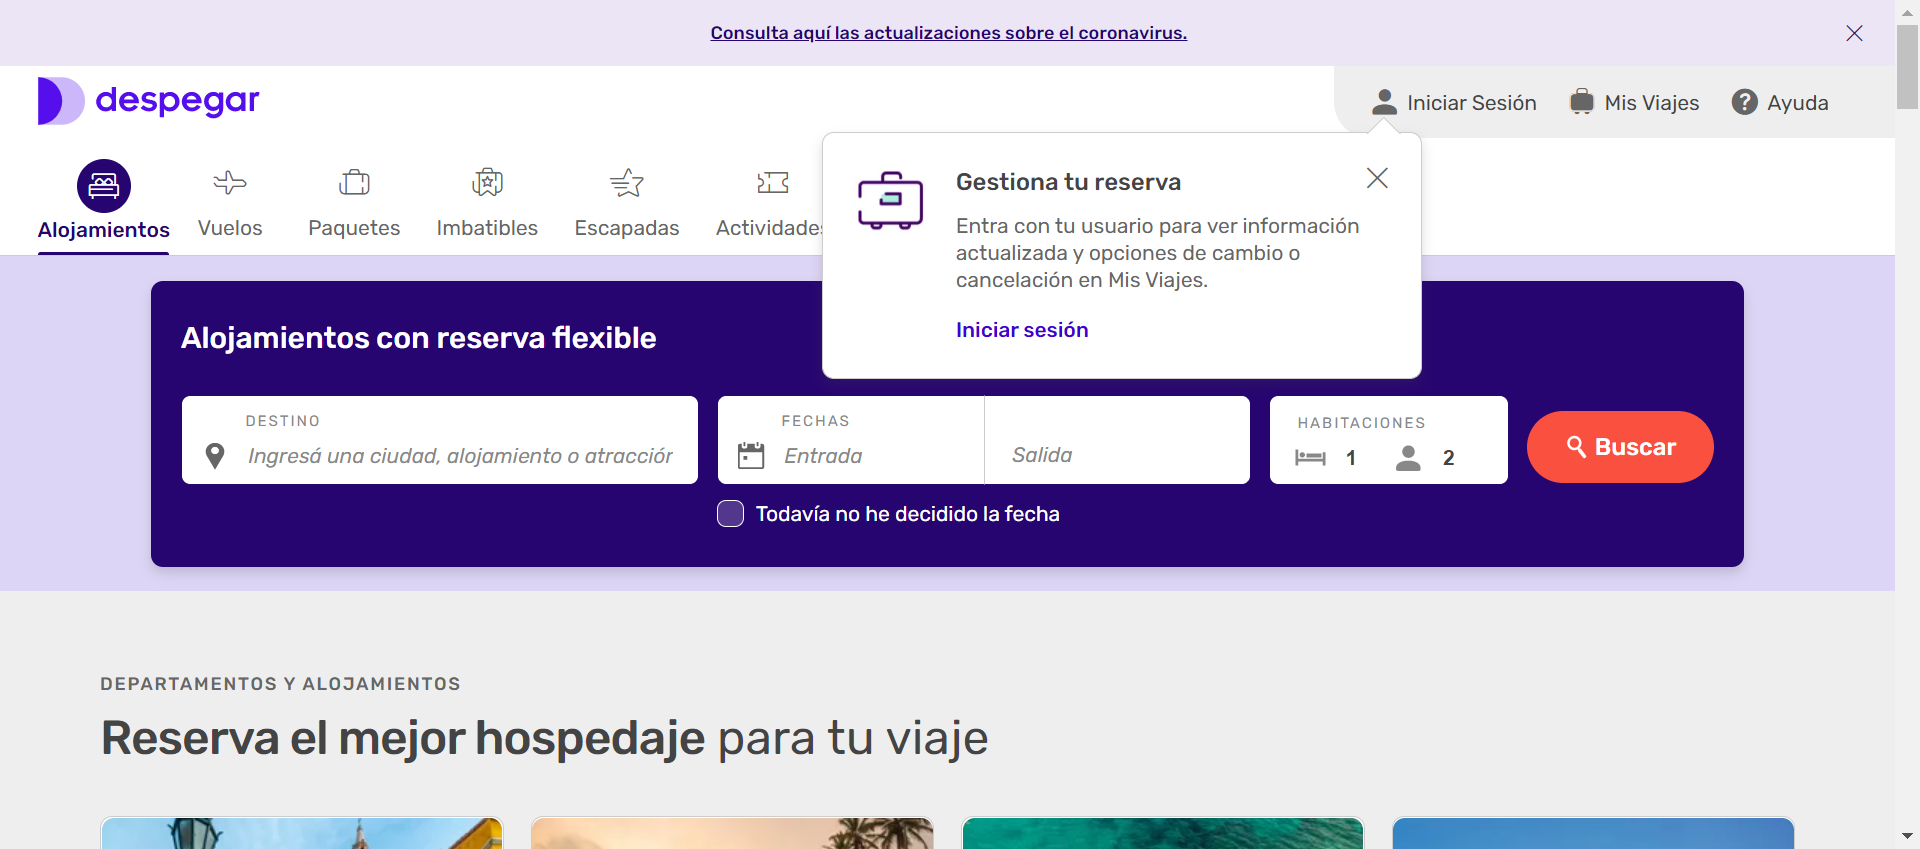 Consulta aquí las actualizaciones sobre el coronavirus.
despegar
Iniciar Sesión
Mis Viajes
Ayuda
Alojamientos
Vuelos
Paquetes
Imbatibles
Escapadas
Actividades
Gestiona tu reserva
Entra con tu usuario para ver información
actualizada y opciones de cambio o
cancelación en Mis Viajes.
Iniciar sesión
Alojamientos con reserva flexible
DESTINO
Ingresá una ciudad, alojamiento o atracción
FECHAS
Entrada
Salida
HABITACIONES
1
2
Buscar
Todavía no he decidido la fecha
DEPARTAMENTOS Y ALOJAMIENTOS
Reserva el mejor hospedaje para tu viaje